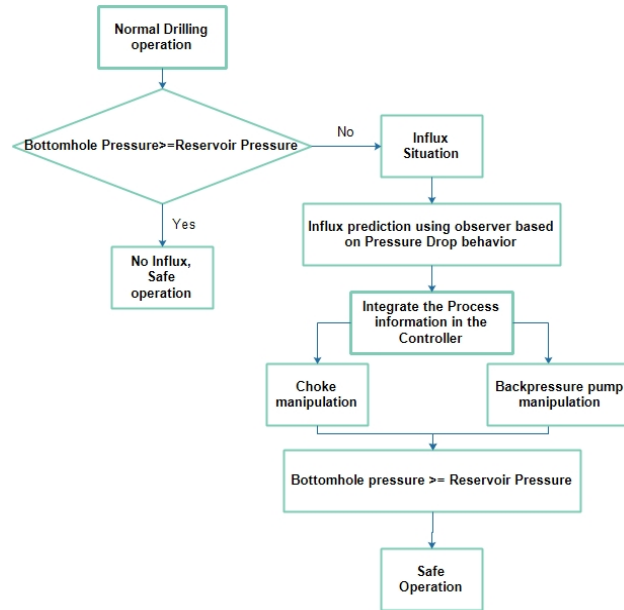 Normal Drilling
operation
Bottomhole Pressure>=Reservoir Pressure
No
Influx
Situation
Yes
No Influx,
Safe
operation
Influx prediction using observer based
on Pressure Drop behavior
Integrate the Process
information in the
Controller
Choke
manipulation
Backpressure pump
manipulation
Bottomhole pressure >= Reservoir Pressure
Safe
Operation